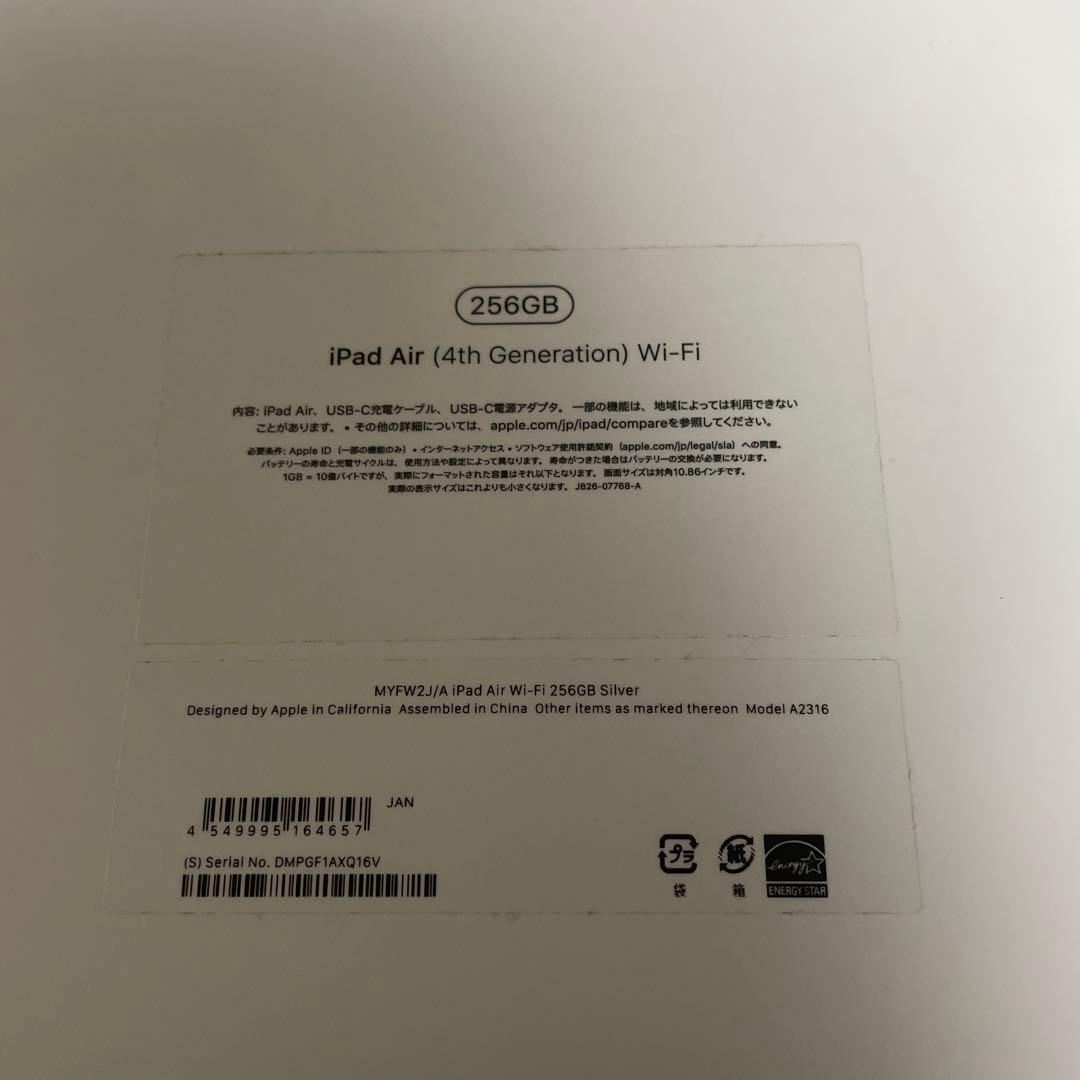 256GB
iPad Air (4th Generation) Wi-Fi
内容: iPad Air、USB-C充電ケーブル、USB-C電源アダプタ。一部の機能は、地域によっては利用できない
ことがあります。• その他の詳細については、apple.com/jp/ipad/compareを参照してください。
必要条件: Apple ID（一部の機能のみ）• インターネットアクセス • ソフトウェア使用許諾契約（apple.com/jp/legal/sla）への同意。
バッテリーの寿命と充電サイクルは、使用方法や設定によって異なります。寿命がつきた場合はバッテリーの交換が必要になります。
1GB = 10億バイトですが、実際にフォーマットされた容量はそれ以下となります。画面サイズは対角10.86インチです。
実際の表示サイズはこれよりも小さくなります。J826-07768-A
MYFW2J/A iPad Air Wi-Fi 256GB Silver
Designed by Apple in California Assembled in China Other items as marked thereon Model A2316
JAN
4 549995 164657
(S) Serial No. DMPGF1AXQ16V
プラ 紙 energy
袋 箱 ENERGY STAR